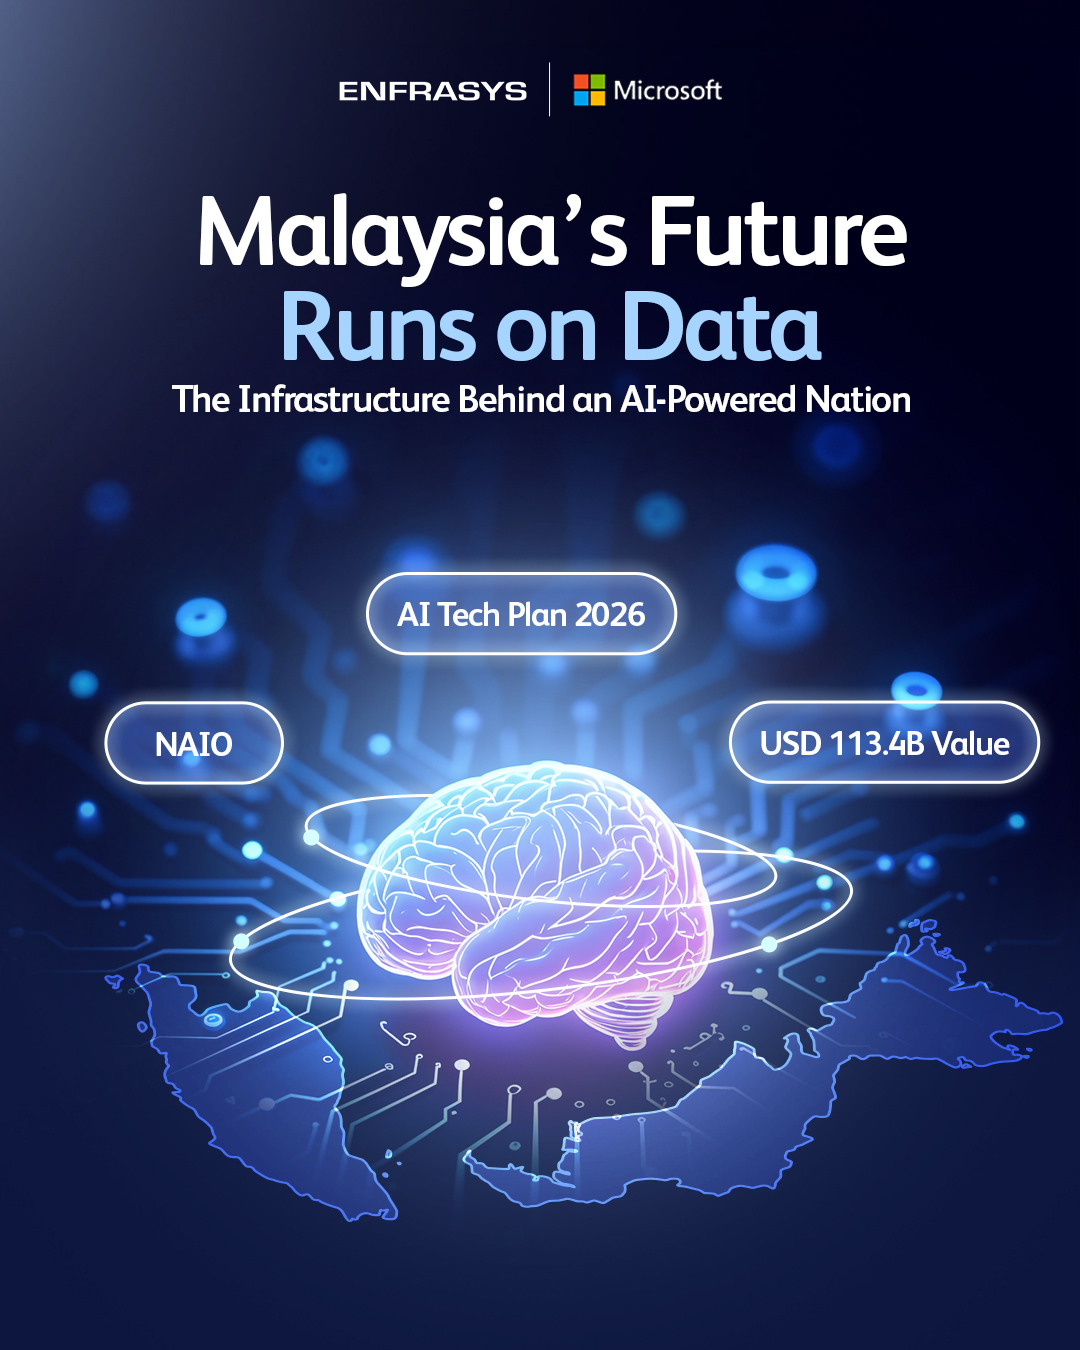 ENFRASYS
Microsoft
Malaysia’s Future
Runs on Data
The Infrastructure Behind an AI-Powered Nation
AI Tech Plan 2026
NAIO
USD 113.4B Value